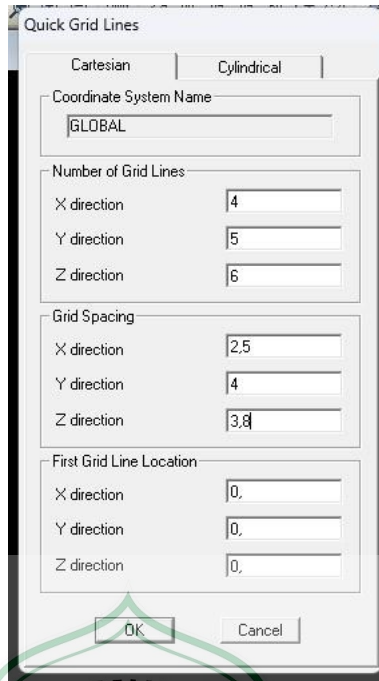 Quick Grid Lines
Cartesian
Cylindrical
Coordinate System Name
GLOBAL
Number of Grid Lines
X direction 4
Y direction 5
Z direction 6
Grid Spacing
X direction 2,5
Y direction 4
Z direction 3,8
First Grid Line Location
X direction 0,
Y direction 0,
Z direction 0,
OK
Cancel